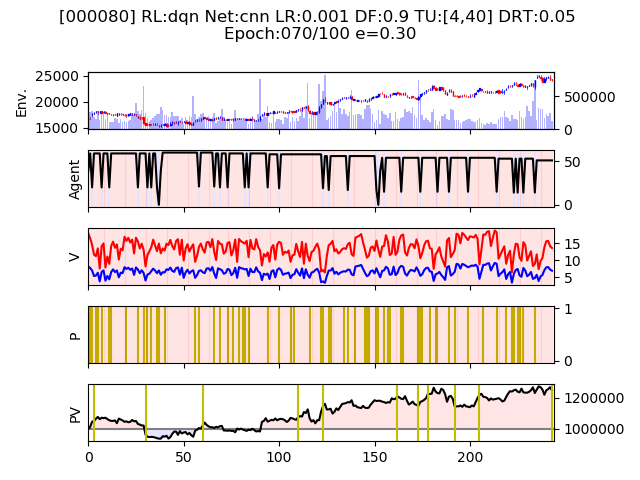 [000080] RL:dqn Net:cnn LR:0.001 DF:0.9 TU:[4,40] DRT:0.05
Epoch:070/100 e=0.30
Env.
25000
20000
15000
500000
0
Agent
50
0
V
15
10
5
P
1
0
PV
1200000
1000000
0 50 100 150 200